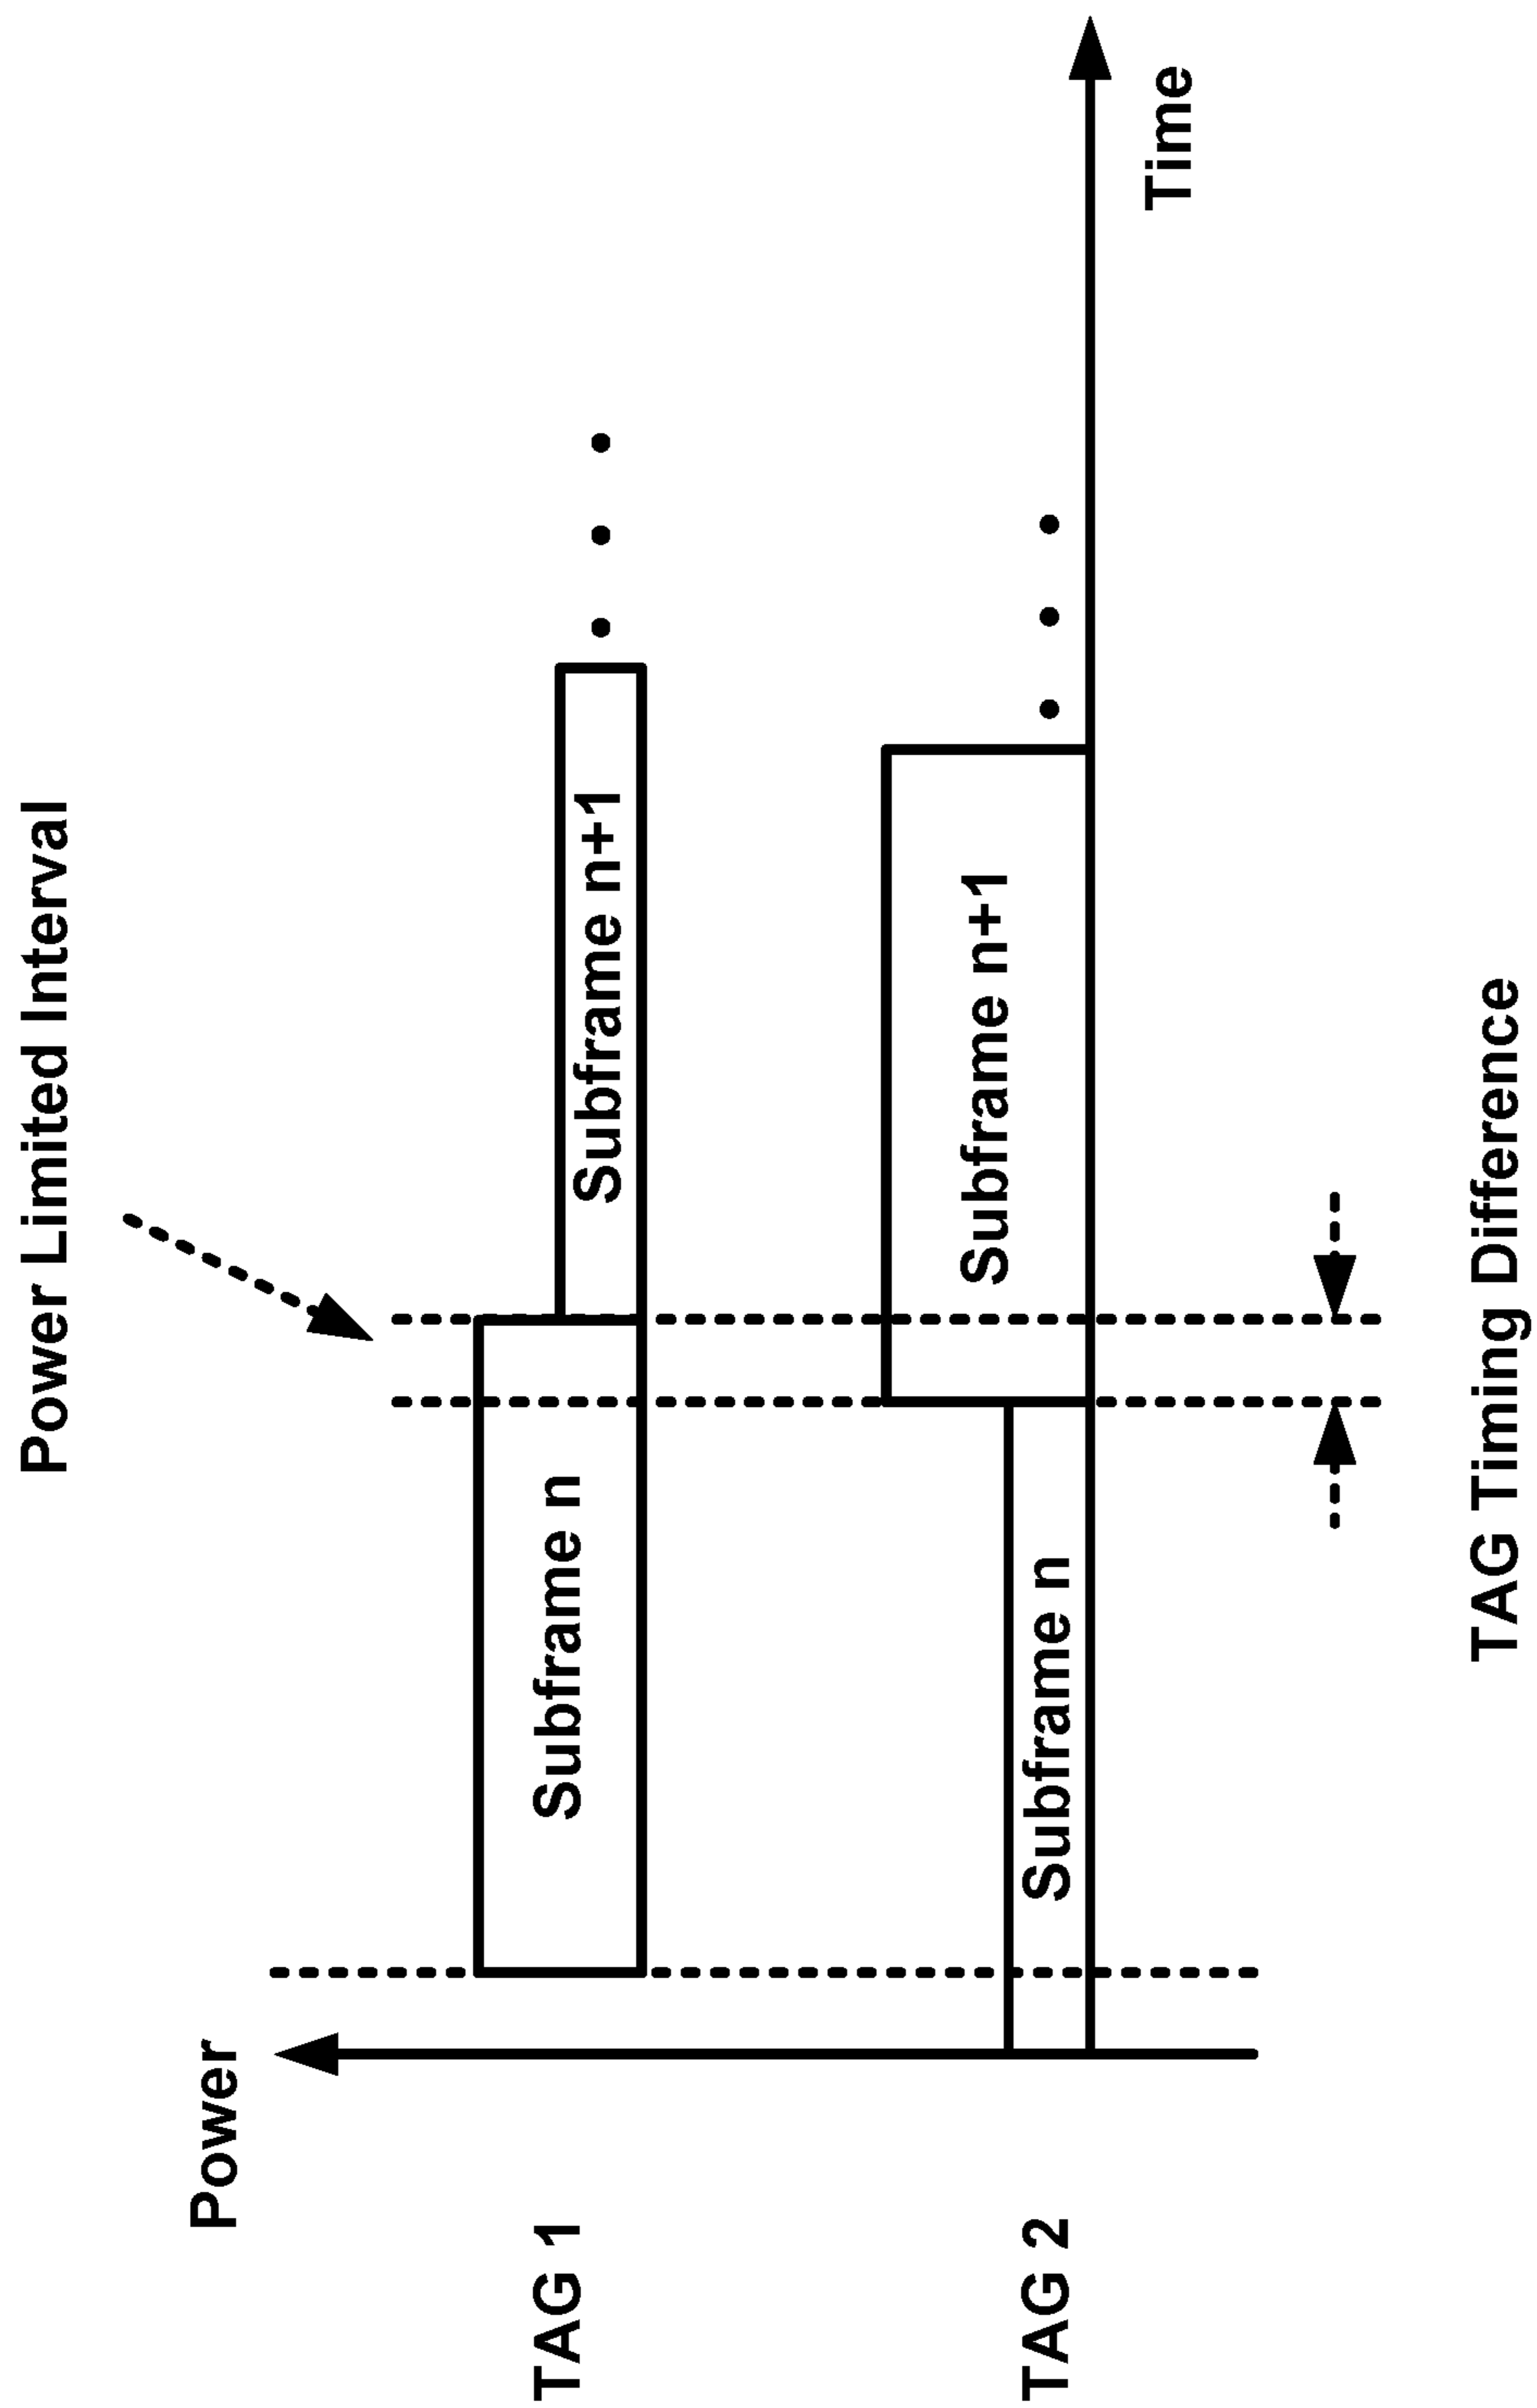 Power Limited Interval
Power
TAG 1
Subframe n
Subframe n+1
TAG 2
Subframe n
Subframe n+1
Time
TAG Timing Difference